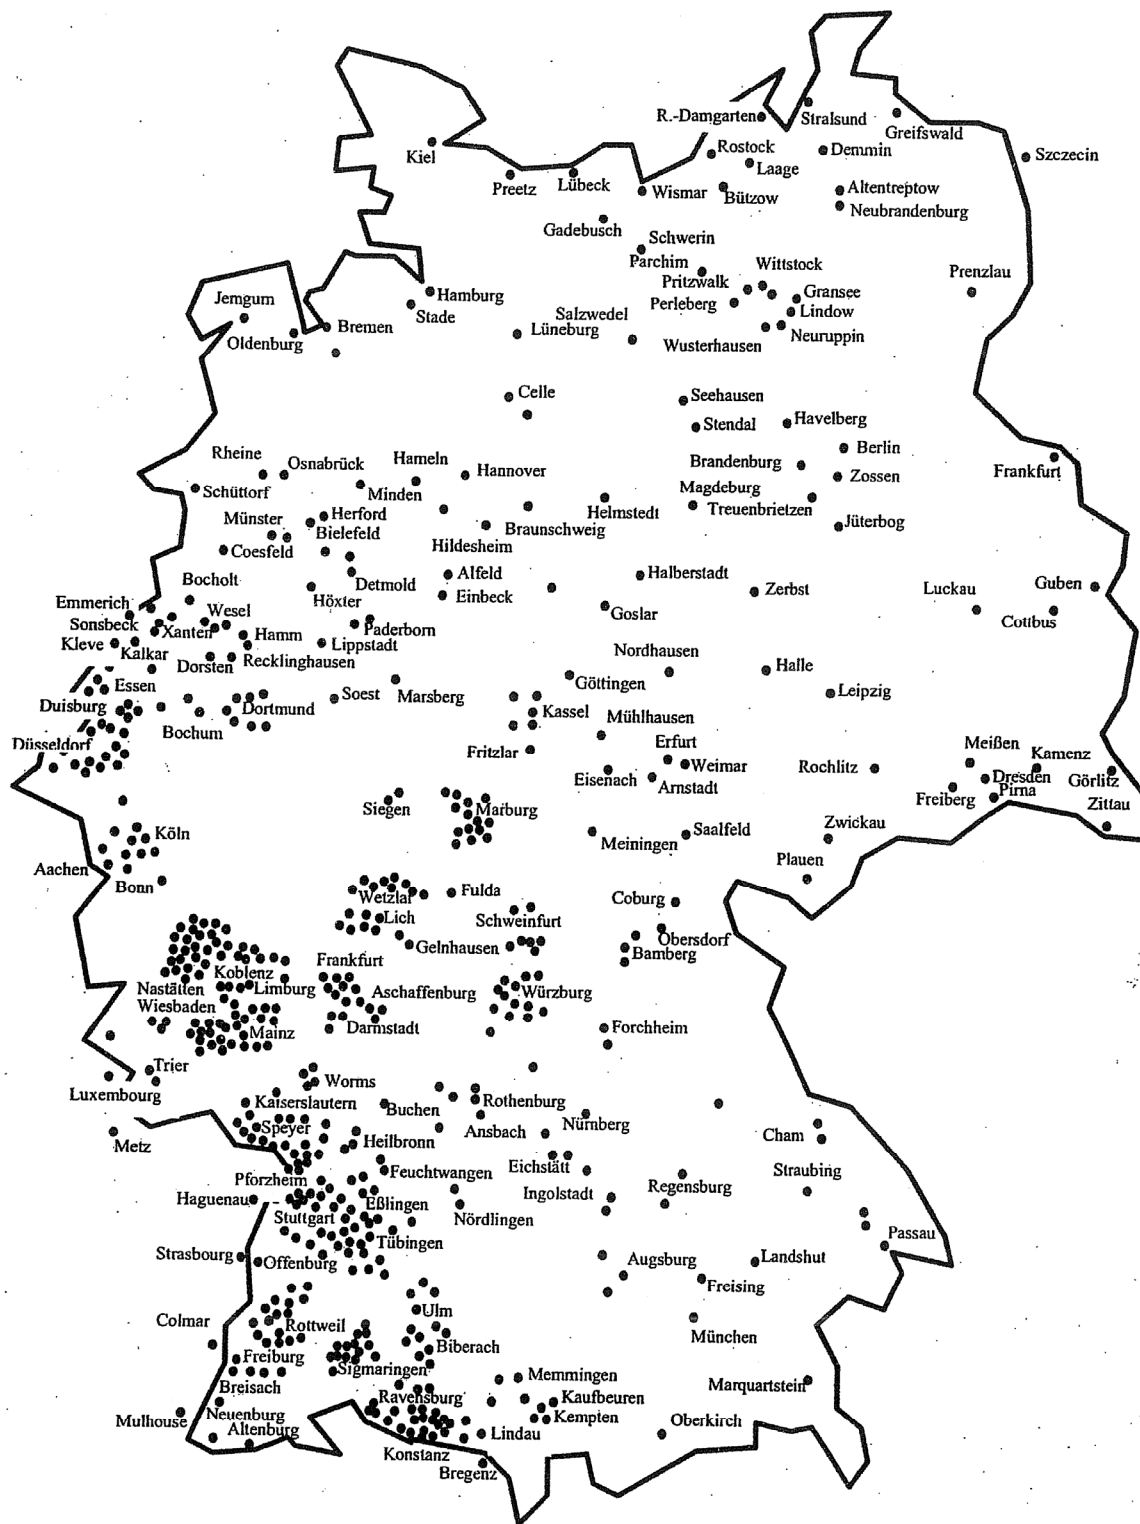 R.-Damgarten
Stralsund
Greifswald
Kiel
Rostock
Demmin
Szczecin
Laage
Preetz
Lübeck
Wismar
Bützow
Altentreptow
Neubrandenburg
Gadebusch
Schwerin
Parchim
Wittstock
Prenzlau
Pritzwalk
Gransee
Jemgum
Hamburg
Perleberg
Lindow
Stade
Salzwedel
Bremen
Lüneburg
Oldenburg
Wusterhausen
Neuruppin
Celle
Seehausen
Stendal
Havelberg
Berlin
Rheine
Osnabrück
Hameln
Hannover
Brandenburg
Frankfurt
Zossen
Schüttorf
Minden
Magdeburg
Helmstedt
Treuenbrietzen
Münster
Herford
Braunschweig
Jüterbog
Bielefeld
Coesfeld
Hildesheim
Bocholt
Detmold
Alfeld
Halberstadt
Zerbst
Luckau
Guben
Emmerich
Höxter
Einbeck
Wesel
Goslar
Cottbus
Sonsbeck
Xanten
Hamm
Paderborn
Kleve
Kalkar
Lippstadt
Nordhausen
Dorsten
Recklinghausen
Halle
Essen
Soest
Marsberg
Göttingen
Leipzig
Duisburg
Dortmund
Kassel
Mühlhausen
Bochum
Düsseldorf
Fritzlar
Erfurt
Meißen
Kamenz
Weimar
Rochlitz
Eisenach
Arnstadt
Dresden
Görlitz
Freiberg
Pirna
Siegen
Marburg
Zittau
Köln
Meiningen
Saalfeld
Zwickau
Aachen
Bonn
Plauen
Wetzlar
Fulda
Coburg
Lich
Schweinfurt
Gelnhausen
Obersdorf
Bamberg
Frankfurt
Koblenz
Nastätten
Limburg
Aschaffenburg
Würzburg
Wiesbaden
Mainz
Darmstadt
Forchheim
Trier
Luxembourg
Worms
Kaiserslautern
Buchen
Rothenburg
Metz
Speyer
Heilbronn
Ansbach
Nürnberg
Cham
Pforzheim
Feuchtwangen
Eichstätt
Straubing
Haguenau
Eßlingen
Ingolstadt
Regensburg
Stuttgart
Nördlingen
Tübingen
Passau
Strasbourg
Offenburg
Augsburg
Landshut
Freising
Colmar
Rottweil
Ulm
München
Biberach
Freiburg
Sigmaringen
Memmingen
Breisach
Marquartstein
Ravensburg
Kaufbeuren
Mulhouse
Neuenburg
Kempten
Oberkirch
Altenburg
Lindau
Konstanz
Bregenz